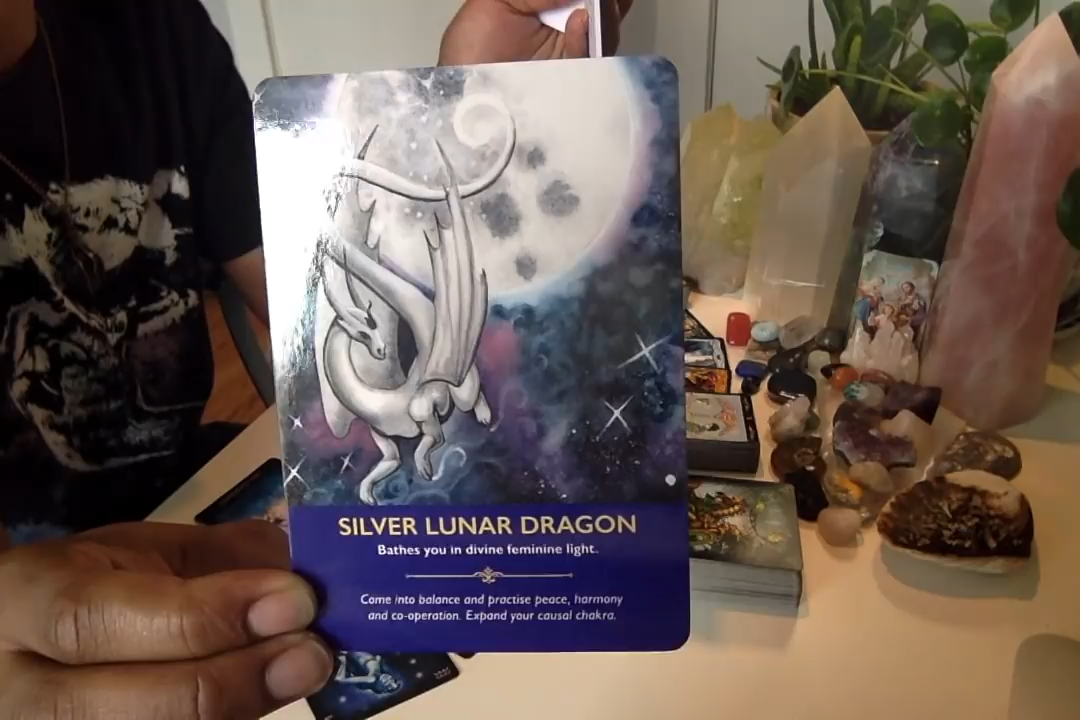 SILVER LUNAR DRAGON
Bathes you in divine feminine light.
Come into balance and practise peace, harmony
and co-operation. Expand your causal chakra.